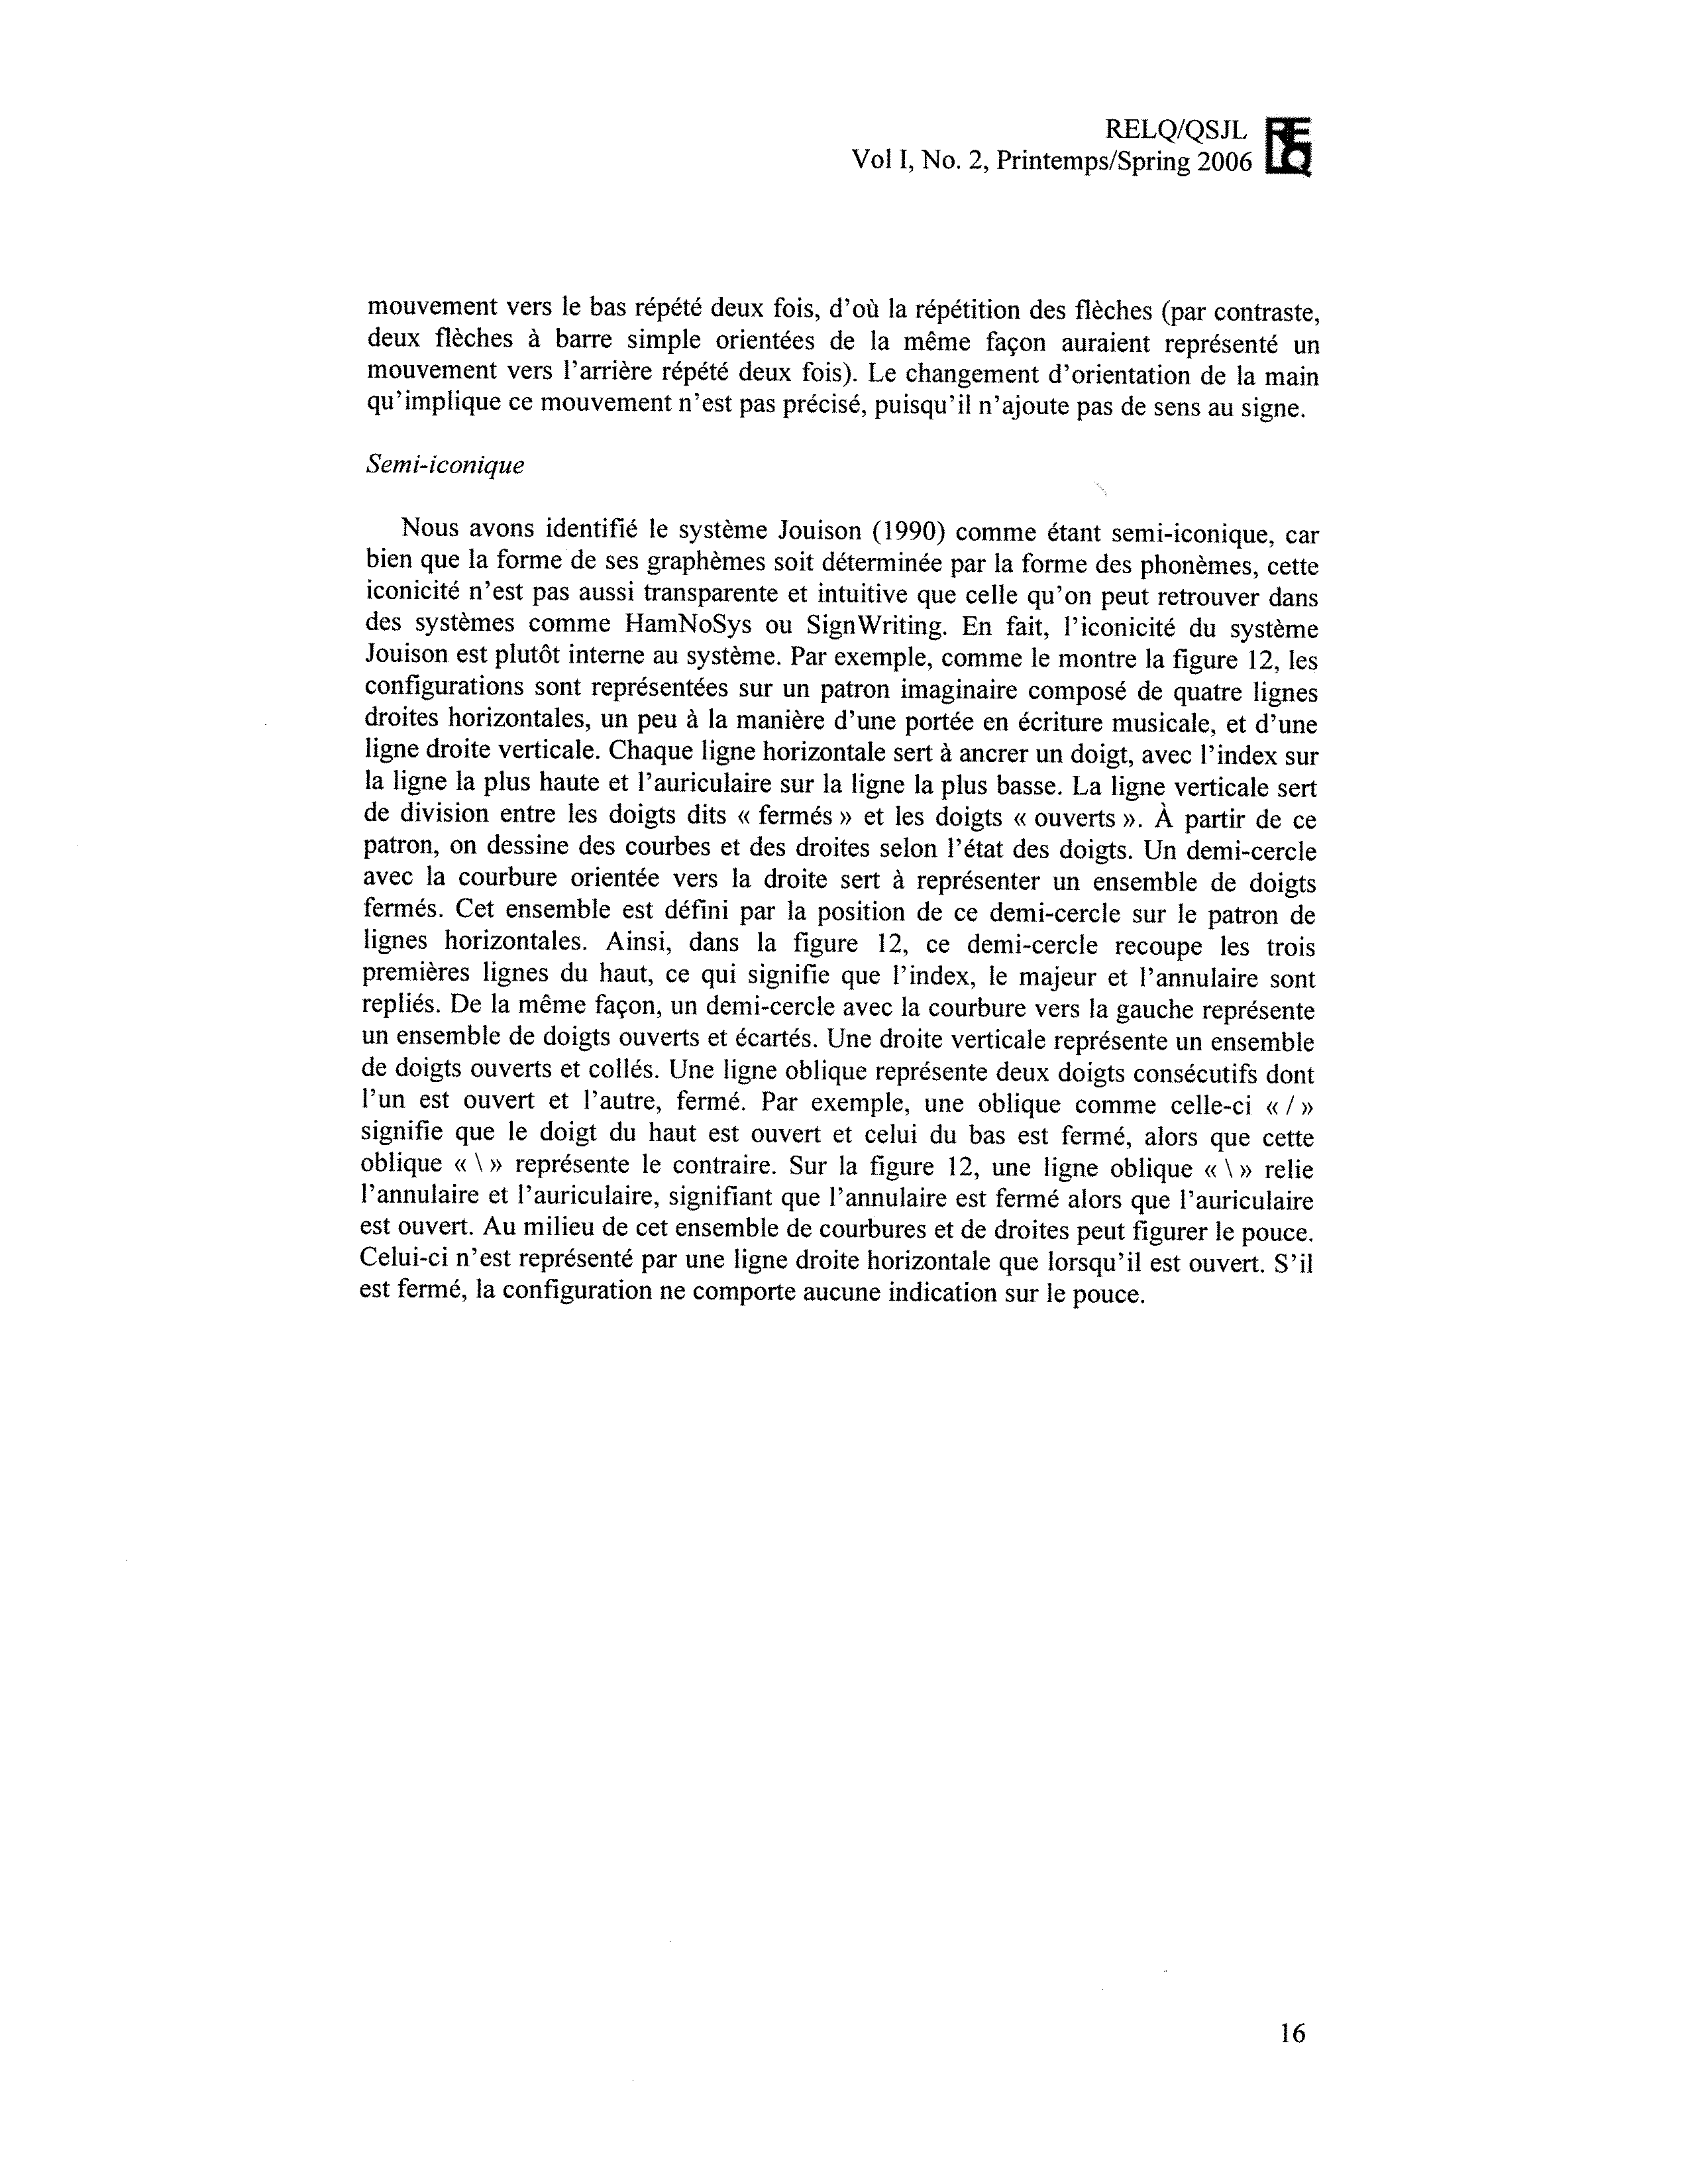 RELQ/QSJL
Vol I, No. 2, Printemps/Spring 2006
RELQ
mouvement vers le bas répété deux fois, d'où la répétition des flèches (par contraste,
deux flèches à barre simple orientées de la même façon auraient représenté un
mouvement vers l'arrière répété deux fois). Le changement d'orientation de la main
qu'implique ce mouvement n'est pas précisé, puisqu'il n'ajoute pas de sens au signe.
Semi-iconique
Nous avons identifié le système Jouison (1990) comme étant semi-iconique, car
bien que la forme de ses graphèmes soit déterminée par la forme des phonèmes, cette
iconicité n'est pas aussi transparente et intuitive que celle qu'on peut retrouver dans
des systèmes comme HamNoSys ou SignWriting. En fait, l'iconicité du système
Jouison est plutôt interne au système. Par exemple, comme le montre la figure 12, les
configurations sont représentées sur un patron imaginaire composé de quatre lignes
droites horizontales, un peu à la manière d'une portée en écriture musicale, et d'une
ligne droite verticale. Chaque ligne horizontale sert à ancrer un doigt, avec l'index sur
la ligne la plus haute et l'auriculaire sur la ligne la plus basse. La ligne verticale sert
de division entre les doigts dits « fermés » et les doigts « ouverts ». À partir de ce
patron, on dessine des courbes et des droites selon l'état des doigts. Un demi-cercle
avec la courbure orientée vers la droite sert à représenter un ensemble de doigts
fermés. Cet ensemble est défini par la position de ce demi-cercle sur le patron de
lignes horizontales. Ainsi, dans la figure 12, ce demi-cercle recoupe les trois
premières lignes du haut, ce qui signifie que l'index, le majeur et l'annulaire sont
repliés. De la même façon, un demi-cercle avec la courbure vers la gauche représente
un ensemble de doigts ouverts et écartés. Une droite verticale représente un ensemble
de doigts ouverts et collés. Une ligne oblique représente deux doigts consécutifs dont
l'un est ouvert et l'autre, fermé. Par exemple, une oblique comme celle-ci « / »
signifie que le doigt du haut est ouvert et celui du bas est fermé, alors que cette
oblique « \ » représente le contraire. Sur la figure 12, une ligne oblique « \ » relie
l'annulaire et l'auriculaire, signifiant que l'annulaire est fermé alors que l'auriculaire
est ouvert. Au milieu de cet ensemble de courbures et de droites peut figurer le pouce.
Celui-ci n'est représenté par une ligne droite horizontale que lorsqu'il est ouvert. S'il
est fermé, la configuration ne comporte aucune indication sur le pouce.
16